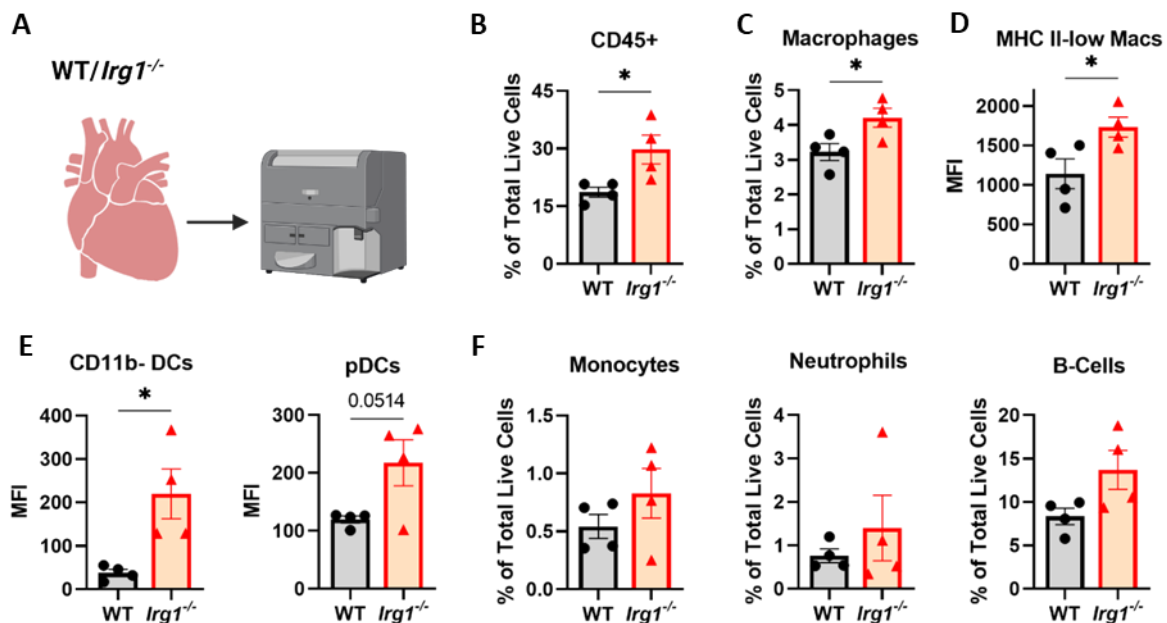 A
WT/Irg1-/-
B
CD45+
*
% of Total Live Cells
45
30
15
0
WT Irg1-/-
C
Macrophages
*
% of Total Live Cells
6
5
4
3
2
1
0
WT Irg1-/-
D
MHC II-low Macs
*
MFI
2000
1500
1000
500
0
WT Irg1-/-
E
CD11b- DCs
*
MFI
400
300
200
100
0
WT Irg1-/-
pDCs
0.0514
MFI
300
200
100
0
WT Irg1-/-
F
Monocytes
% of Total Live Cells
1.5
1.0
0.5
0.0
WT Irg1-/-
Neutrophils
% of Total Live Cells
4
3
2
1
0
WT Irg1-/-
B-Cells
% of Total Live Cells
20
15
10
5
0
WT Irg1-/-